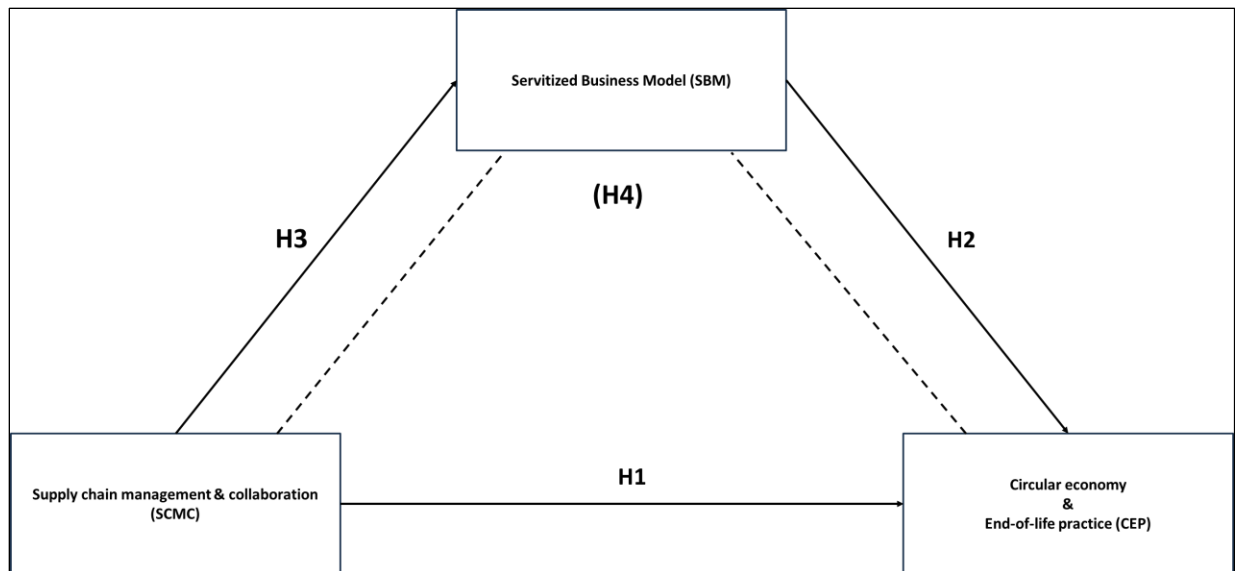 Servitized Business Model (SBM)
(H4)
H3
H2
H1
Supply chain management & collaboration
(SCMC)
Circular economy
&
End-of-life practice (CEP)